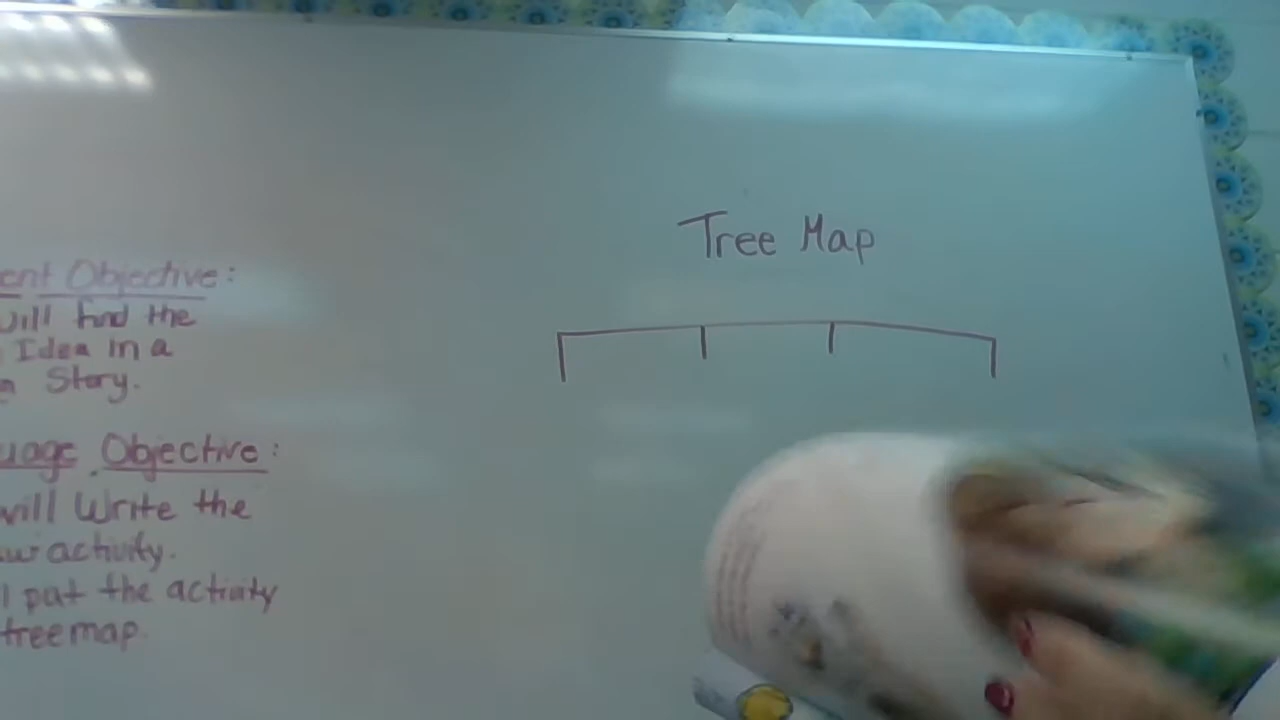 ent Objective:
will find the
Idea in a
Story.
uage Objective:
will Write the
activity.
put the activity
treemap.
Tree Map